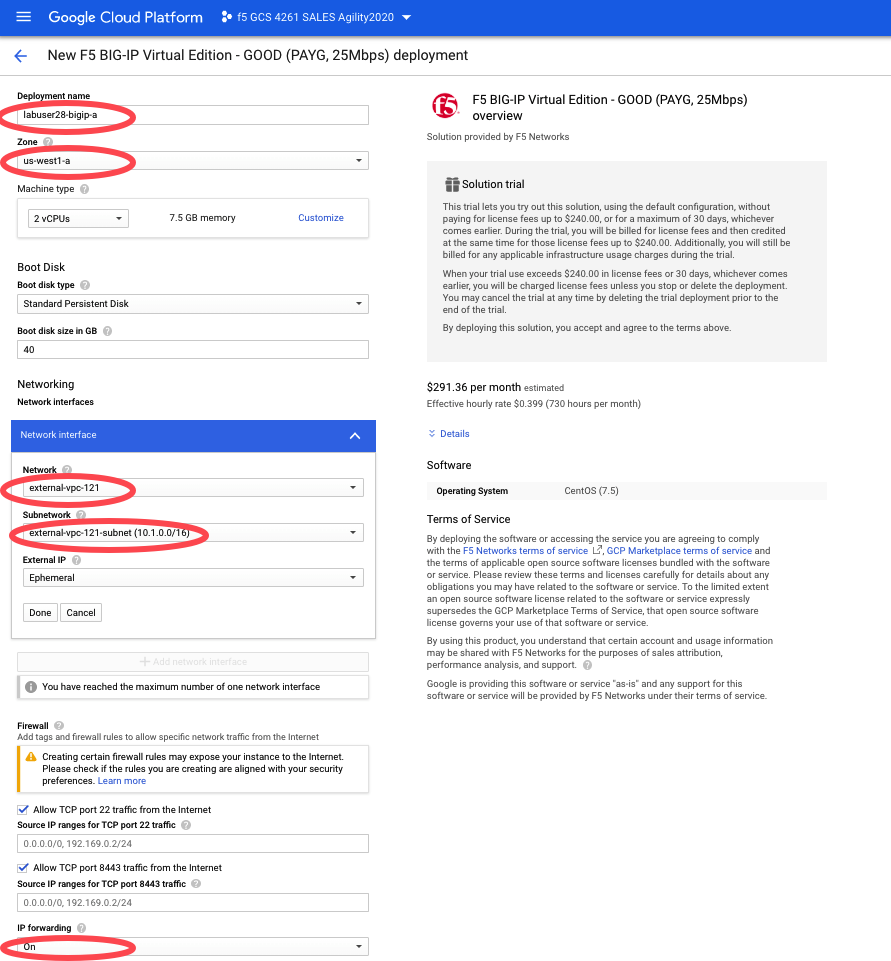 Google Cloud Platform
f5 GCS 4261 SALES Agility2020
New F5 BIG-IP Virtual Edition - GOOD (PAYG, 25Mbps) deployment
Deployment name
labuser28-bigip-a
Zone
us-west1-a
Machine type
2 vCPUs
7.5 GB memory
Customize
Boot Disk
Boot disk type
Standard Persistent Disk
Boot disk size in GB
40
Networking
Network interfaces
Network interface
Network
external-vpc-121
Subnetwork
external-vpc-121-subnet (10.1.0.0/16)
External IP
Ephemeral
Done
Cancel
Add network interface
You have reached the maximum number of one network interface
Firewall
Add tags and firewall rules to allow specific network traffic from the Internet
Creating certain firewall rules may expose your instance to the Internet.
Please check if the rules you are creating are aligned with your security
preferences. Learn more
Allow TCP port 22 traffic from the Internet
Source IP ranges for TCP port 22 traffic
0.0.0.0/0, 192.169.0.2/24
Allow TCP port 8443 traffic from the Internet
Source IP ranges for TCP port 8443 traffic
0.0.0.0/0, 192.169.0.2/24
IP forwarding
On
f5
F5 BIG-IP Virtual Edition - GOOD (PAYG, 25Mbps)
overview
Solution provided by F5 Networks
Solution trial
This trial lets you try out this solution, using the default configuration, without
paying for license fees up to $240.00, or for a maximum of 30 days, whichever
comes earlier. During the trial, you will be billed for license fees and then credited
at the same time for those license fees up to $240.00. Additionally, you will still be
billed for any applicable infrastructure usage charges during the trial.
When your trial use exceeds $240.00 in license fees or 30 days, whichever comes
earlier, you will be charged license fees unless you stop or delete the deployment.
You may cancel the trial at any time by deleting the trial deployment prior to the
end of the trial.
By deploying this solution, you accept and agree to the terms above.
$291.36 per month estimated
Effective hourly rate $0.399 (730 hours per month)
Details
Software
Operating System
CentOS (7.5)
Terms of Service
By deploying the software or accessing the service you are agreeing to comply
with the F5 Networks terms of service , GCP Marketplace terms of service and
the terms of applicable open source software licenses bundled with the software
or service. Please review these terms and licenses carefully for details about any
obligations you may have related to the software or service. To the limited extent
an open source software license related to the software or service expressly
supersedes the GCP Marketplace Terms of Service, that open source software
license governs your use of that software or service.
By using this product, you understand that certain account and usage information
may be shared with F5 Networks for the purposes of sales attribution,
performance analysis, and support.
Google is providing this software or service "as-is" and any support for this
software or service will be provided by F5 Networks under their terms of service.